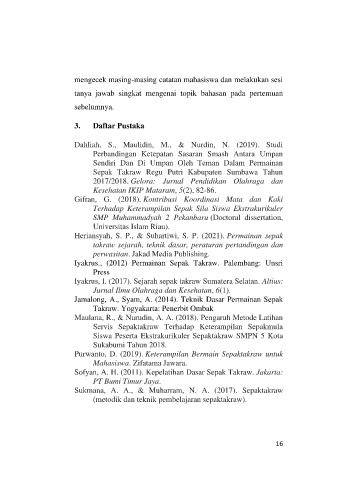 mengecek masing-masing catatan mahasiswa dan melakukan sesi
tanya jawab singkat mengenai topik bahasan pada pertemuan
sebelumnya.
3. Daftar Pustaka
Dahliah, S., Maulidin, M., & Nurdin, N. (2019). Studi
Perbandingan Ketepatan Sasaran Smash Antara Umpan
Sendiri Dan Di Umpan Oleh Teman Dalam Permainan
Sepak Takraw Regu Putri Kabupaten Sumbawa Tahun
2017/2018. Gelora: Jurnal Pendidikan Olahraga dan
Kesehatan IKIP Mataram, 5(2), 82-86.
Gifran, G. (2018). Kontribusi Koordinasi Mata dan Kaki
Terhadap Keterampilan Sepak Sila Siswa Ekstrakurikuler
SMP Muhammadyah 2 Pekanbaru (Doctoral dissertation,
Universitas Islam Riau).
Heriansyah, S. P., & Suhartiwi, S. P. (2021). Permainan sepak
takraw sejarah, teknik dasar, peraturan pertandingan dan
perwasitan. Jakad Media Publishing.
Iyakrus., (2012) Permainan Sepak Takraw. Palembang: Unsri
Press
Iyakrus, I. (2017). Sejarah sepak takraw Sumatera Selatan. Altius:
Jurnal Ilmu Olahraga dan Kesehatan, 6(1).
Jamalong, A., Syam, A. (2014). Teknik Dasar Permainan Sepak
Takraw. Yogyakarta: Penerbit Ombak
Maulana, R., & Nurudin, A. A. (2018). Pengaruh Metode Latihan
Servis Sepaktakraw Terhadap Keterampilan Sepakmula
Siswa Peserta Ekstrakurikuler Sepaktakraw SMPN 5 Kota
Sukabumi Tahun 2018.
Purwanto, D. (2019). Keterampilan Bermain Sepaktakraw untuk
Mahasiswa. Zifatama Jawara.
Sofyan, A. H. (2011). Kepelatihan Dasar Sepak Takraw. Jakarta:
PT Bumi Timur Jaya.
Sukmana, A. A., & Muharram, N. A. (2017). Sepaktakraw
(metodik dan teknik pembelajaran sepaktakraw).
16